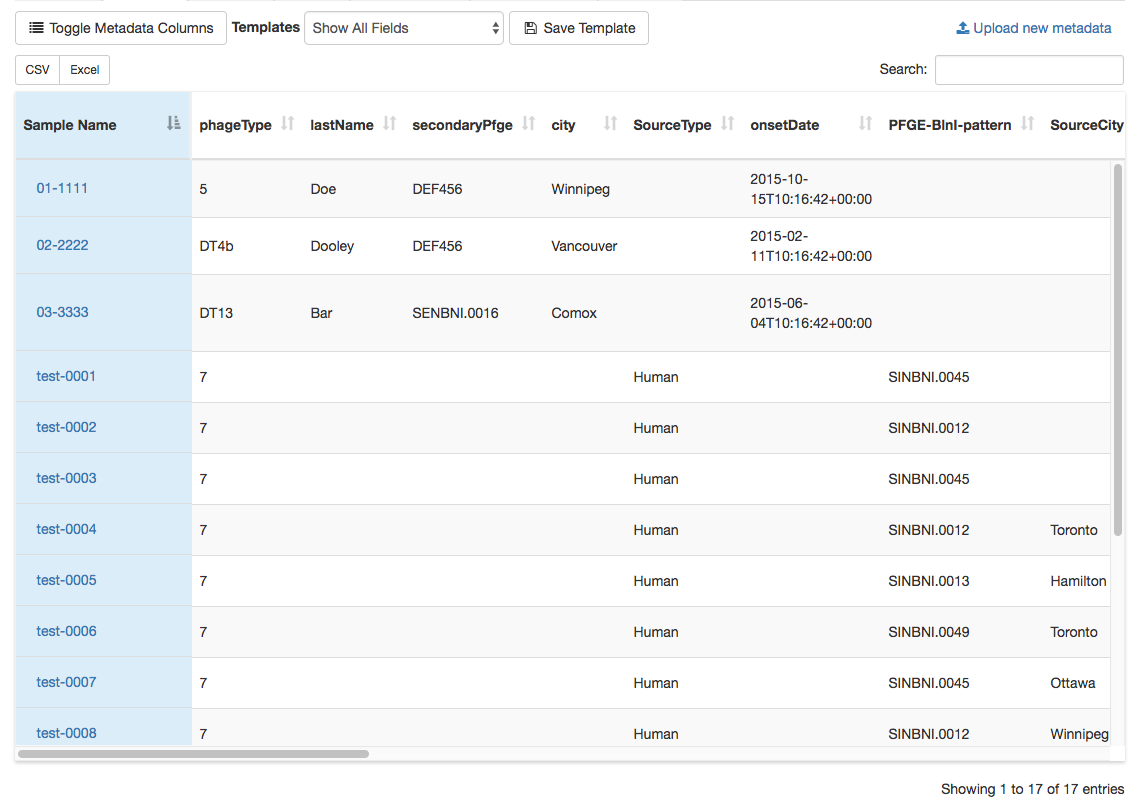 Toggle Metadata Columns Templates Show All Fields Save Template Upload new metadata
CSV Excel Search:
Sample Name phageType lastName secondaryPfge city SourceType onsetDate PFGE-BlnI-pattern SourceCity
01-1111 5 Doe DEF456 Winnipeg 2015-10-
15T10:16:42+00:00
02-2222 DT4b Dooley DEF456 Vancouver 2015-02-
11T10:16:42+00:00
03-3333 DT13 Bar SENBNI.0016 Comox 2015-06-
04T10:16:42+00:00
test-0001 7 Human SINBNI.0045
test-0002 7 Human SINBNI.0012
test-0003 7 Human SINBNI.0045
test-0004 7 Human SINBNI.0012 Toronto
test-0005 7 Human SINBNI.0013 Hamilton
test-0006 7 Human SINBNI.0049 Toronto
test-0007 7 Human SINBNI.0045 Ottawa
test-0008 7 Human SINBNI.0012 Winnipeg
Showing 1 to 17 of 17 entries